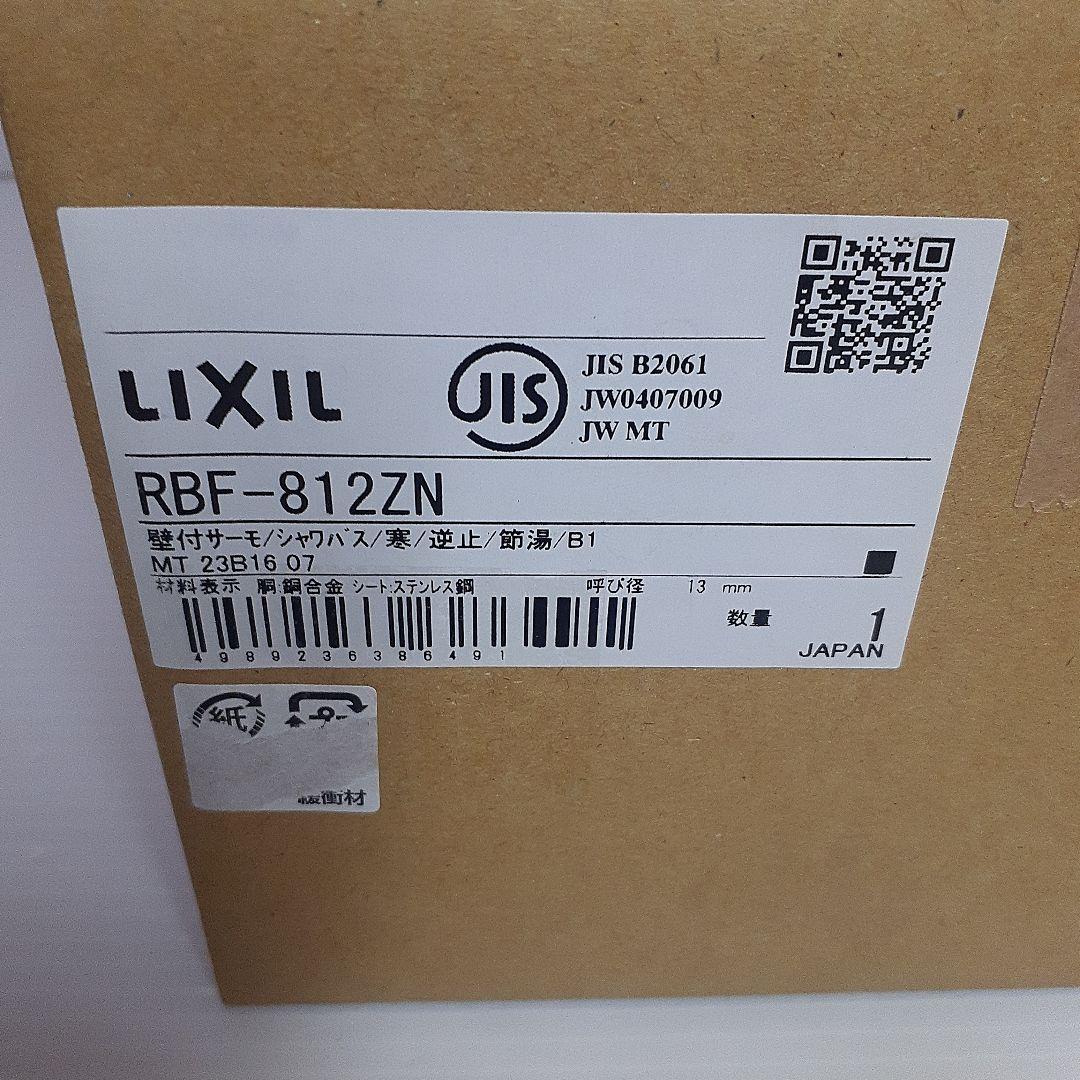 LIXIL
JIS
JIS B2061
JW0407009
JW MT
RBF-812ZN
壁付サーモ/シャワバス/寒/逆止/節湯/B1
MT 23B16 07
材料表示 胴:銅合金 シート:ステンレス鋼 呼び径 13 mm
数量 1
4989236386491
JAPAN
紙
緩衝材